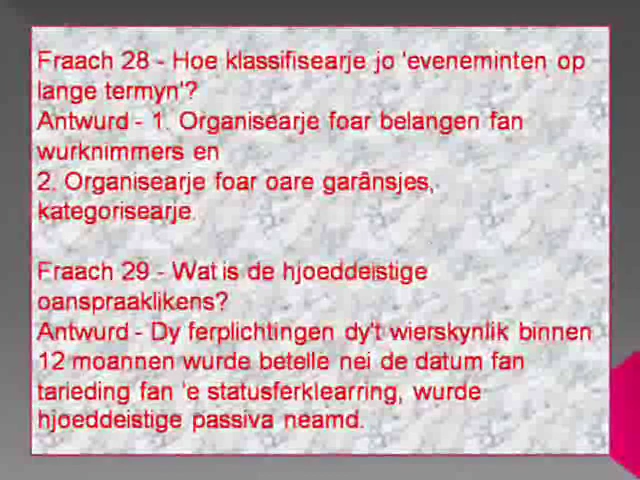 Fraach 28 - Hoe klassifisearje jo 'eveneminten op
lange termyn'?
Antwurd - 1. Organisearje foar belangen fan
wurknimmers en
2. Organisearje foar oare garânsjes,
kategorisearje.
Fraach 29 - Wat is de hjoeddeistige
oanspraaklikens?
Antwurd - Dy ferplichtingen dy't wierskynlik binnen
12 moannen wurde betelle nei de datum fan
tarieding fan 'e statusferklearring, wurde
hjoeddeistige passiva neamd.